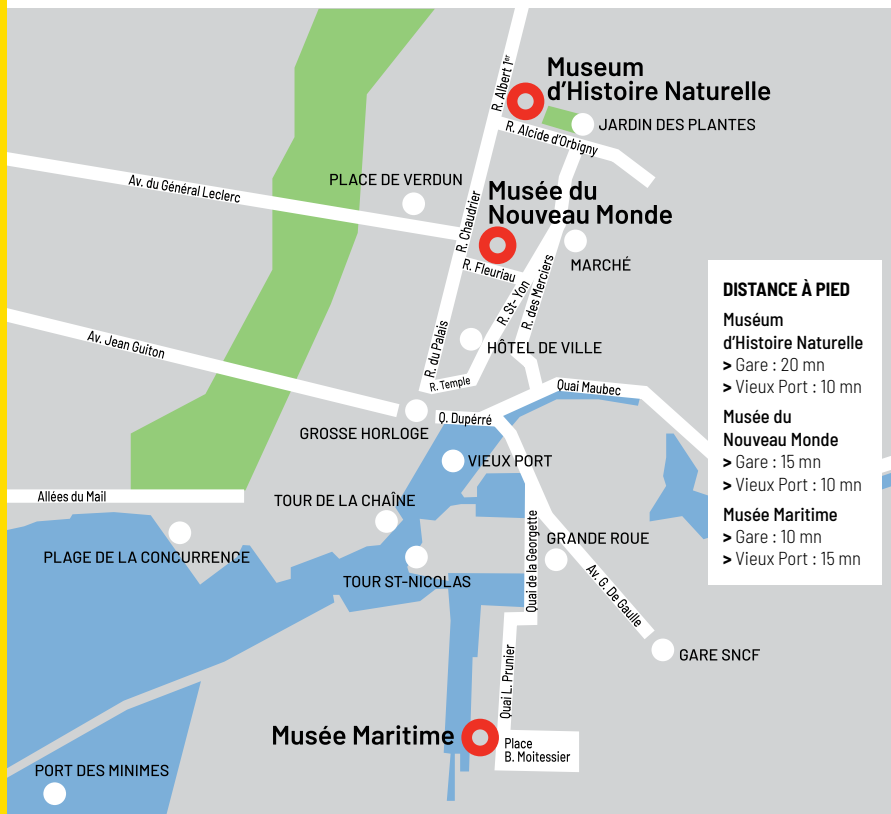 R. Albert 1er
Museum
d'Histoire Naturelle
JARDIN DES PLANTES
R. Alcide d'Orbigny
Av. du Général Leclerc
PLACE DE VERDUN
R. Chaudrier
Musée du
Nouveau Monde
MARCHÉ
R. Fleuriau
R. St-Yon
R. des Merciers
Av. Jean Guiton
R. du Palais
HÔTEL DE VILLE
R. Temple
Quai Maubec
Q. Dupérré
GROSSE HORLOGE
VIEUX PORT
Allées du Mail
TOUR DE LA CHAÎNE
PLAGE DE LA CONCURRENCE
TOUR ST-NICOLAS
Quai de la Georgette
GRANDE ROUE
Av. G. De Gaulle
GARE SNCF
Quai L. Prunier
Musée Maritime
Place
B. Moitessier
PORT DES MINIMES
DISTANCE À PIED
Muséum
d'Histoire Naturelle
> Gare : 20 mn
> Vieux Port : 10 mn
Musée du
Nouveau Monde
> Gare : 15 mn
> Vieux Port : 10 mn
Musée Maritime
> Gare : 10 mn
> Vieux Port : 15 mn